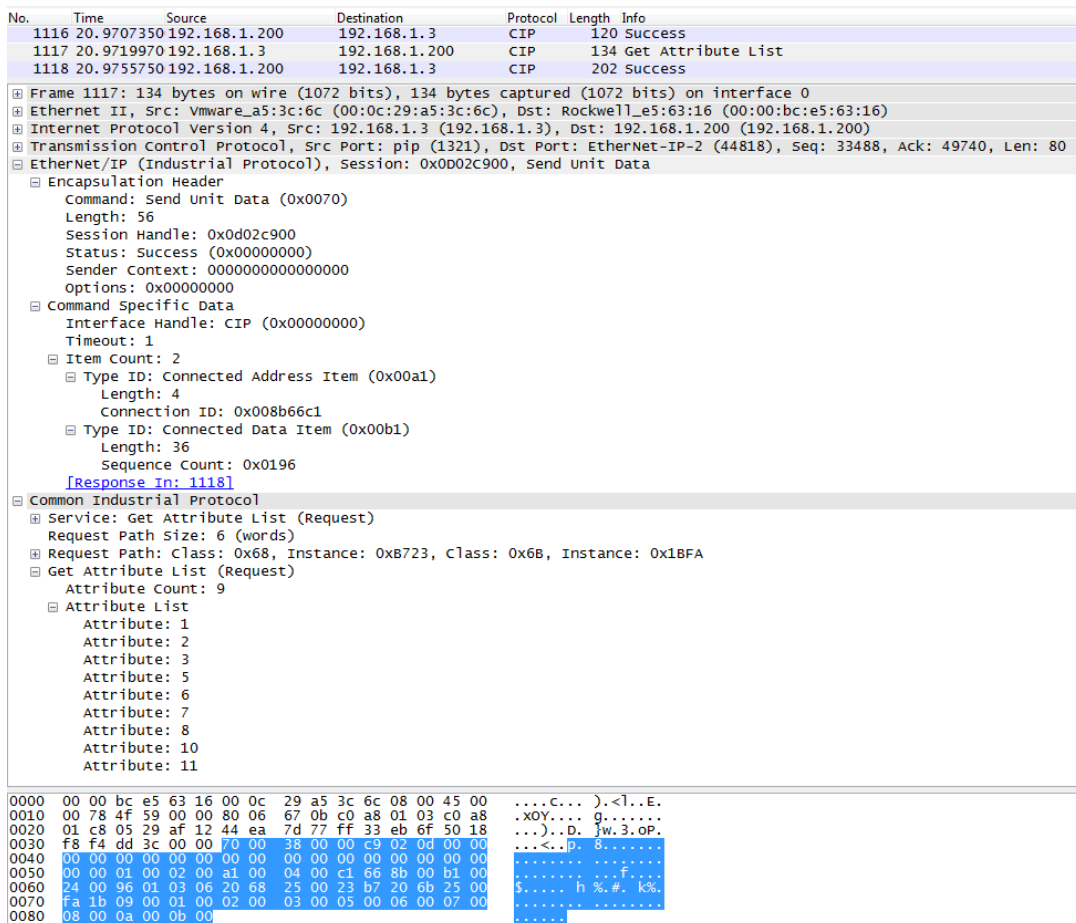 No. Time Source Destination Protocol Length Info
1116 20.9707350 192.168.1.200 192.168.1.3 CIP 120 Success
1117 20.9719970 192.168.1.3 192.168.1.200 CIP 134 Get Attribute List
1118 20.9755750 192.168.1.200 192.168.1.3 CIP 202 Success
Frame 1117: 134 bytes on wire (1072 bits), 134 bytes captured (1072 bits) on interface 0
Ethernet II, Src: Vmware_a5:3c:6c (00:0c:29:a5:3c:6c), Dst: Rockwell_e5:63:16 (00:00:bc:e5:63:16)
Internet Protocol Version 4, Src: 192.168.1.3 (192.168.1.3), Dst: 192.168.1.200 (192.168.1.200)
Transmission Control Protocol, Src Port: pip (1321), Dst Port: EtherNet-IP-2 (44818), Seq: 33488, Ack: 49740, Len: 80
EtherNet/IP (Industrial Protocol), Session: 0x0D02C900, Send Unit Data
Encapsulation Header
Command: Send Unit Data (0x0070)
Length: 56
Session Handle: 0x0d02c900
Status: Success (0x00000000)
Sender Context: 0000000000000000
Options: 0x00000000
Command Specific Data
Interface Handle: CIP (0x00000000)
Timeout: 1
Item Count: 2
Type ID: Connected Address Item (0x00a1)
Length: 4
Connection ID: 0x008b66c1
Type ID: Connected Data Item (0x00b1)
Length: 36
Sequence Count: 0x0196
[Response In: 1118]
Common Industrial Protocol
Service: Get Attribute List (Request)
Request Path Size: 6 (words)
Request Path: Class: 0x68, Instance: 0xB723, Class: 0x6B, Instance: 0x1BFA
Get Attribute List (Request)
Attribute Count: 9
Attribute List
Attribute: 1
Attribute: 2
Attribute: 3
Attribute: 5
Attribute: 6
Attribute: 7
Attribute: 8
Attribute: 10
Attribute: 11
0000 00 00 bc e5 63 16 00 0c 29 a5 3c 6c 08 00 45 00 ....c... ).<l..E.
0010 00 78 4f 59 00 00 80 06 67 0b c0 a8 01 03 c0 a8 .xOY.... g.......
0020 01 c8 05 29 af 12 44 ea 7d 77 ff 33 eb 6f 50 18 ...)..D. }w.3.oP.
0030 f8 f4 dd 3c 00 00 70 00 38 00 00 c9 02 0d 00 00 ...<..p. 8.......
0040 00 00 00 00 00 00 00 00 00 00 00 00 00 00 00 00 ........ ........
0050 00 00 01 00 02 00 a1 00 04 00 c1 66 8b 00 b1 00 ........ ...f....
0060 24 00 96 01 03 06 20 68 25 00 23 b7 20 6b 25 00 $..... h %.#. k%.
0070 fa 1b 09 00 01 00 02 00 03 00 05 00 06 00 07 00 ........ ........
0080 08 00 0a 00 0b 00 ......